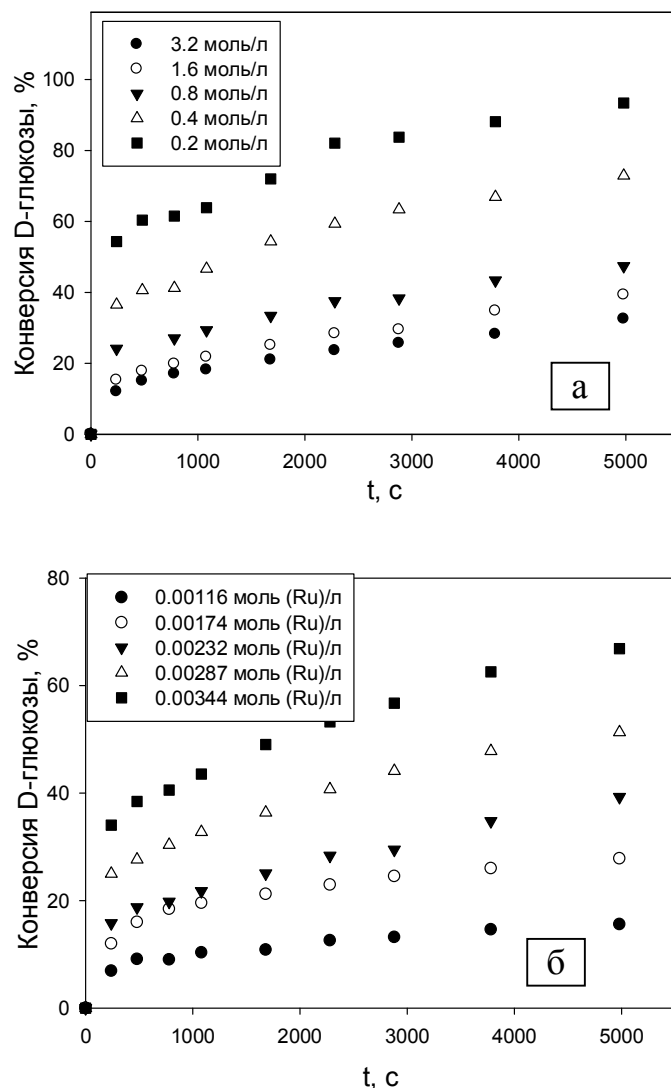 3.2 моль/л
1.6 моль/л
0.8 моль/л
0.4 моль/л
0.2 моль/л
100
80
60
40
20
0
Конверсия D-глюкозы, %
а
0 1000 2000 3000 4000 5000
t, с
0.00116 моль (Ru)/л
0.00174 моль (Ru)/л
0.00232 моль (Ru)/л
0.00287 моль (Ru)/л
0.00344 моль (Ru)/л
80
60
40
20
0
Конверсия D-глюкозы, %
б
0 1000 2000 3000 4000 5000
t, с